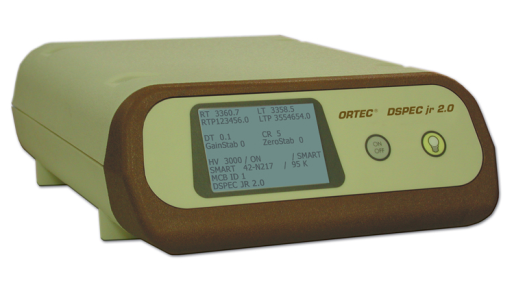 ORTEC® DSPEC jr 2.0
RT 3360.7 LT 3358.5
RTP123456.0 LTP 3554654.0
DT 0.1 CR 5
GainStab 0 ZeroStab 0
HV 3000 / ON / SMART
SMART 42-N217 / 95 K
MCB ID 1
DSPEC JR 2.0
ON
OFF